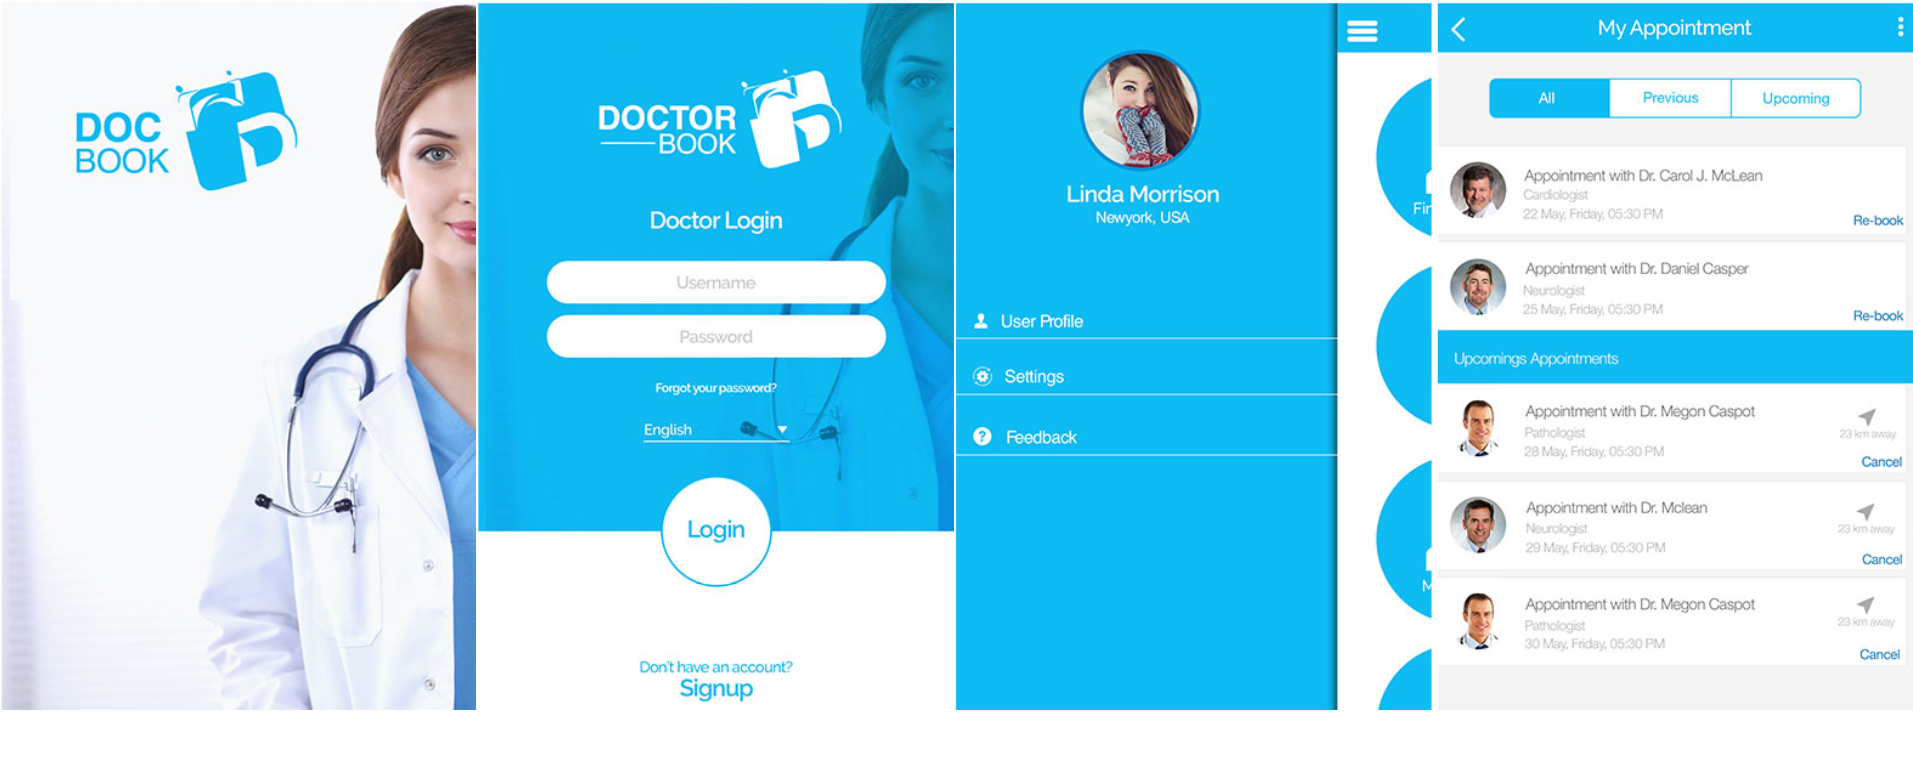 DOC
BOOK
DOCTOR
BOOK
Doctor Login
Username
Password
Forgot your password?
English
Login
Don't have an account?
Signup
Linda Morrison
Newyork, USA
User Profile
Settings
Feedback
My Appointment
All
Previous
Upcoming
Appointment with Dr. Carol J. McLean
Cardiologist
22 May, Friday, 05:30 PM
Re-book
Appointment with Dr. Daniel Casper
Neurologist
25 May, Friday, 05:30 PM
Re-book
Upcomings Appointments
Appointment with Dr. Megon Caspot
Pathologist
23 km away
28 May, Friday, 05:30 PM
Cancel
Appointment with Dr. Mclean
Neurologist
23 km away
29 May, Friday, 05:30 PM
Cancel
Appointment with Dr. Megon Caspot
Pathologist
23 km away
30 May, Friday, 05:30 PM
Cancel